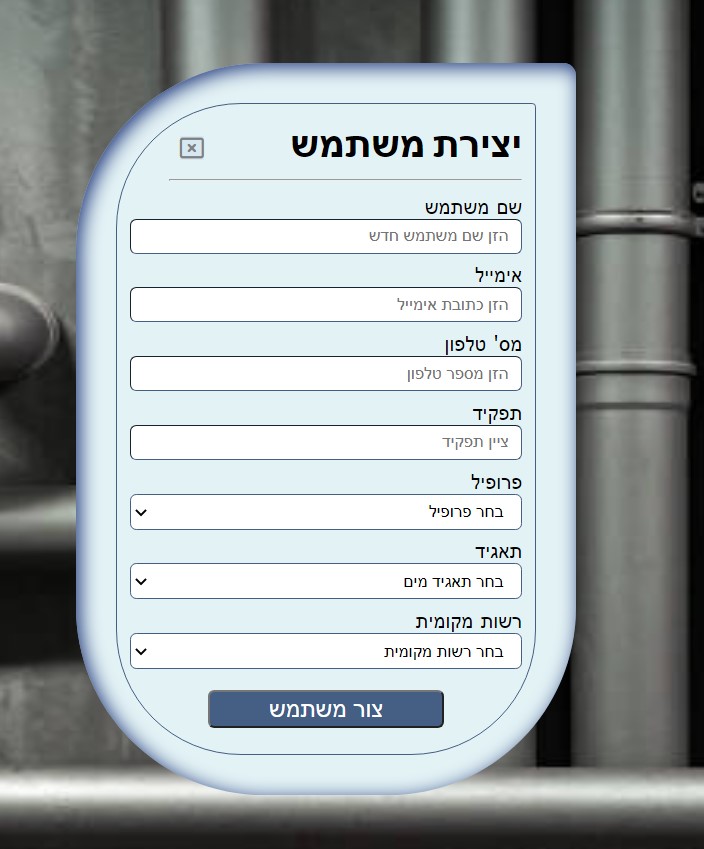 יצירת משתמש
שם משתמש
הזן שם משתמש חדש
אימייל
הזן כתובת אימייל
מס' טלפון
הזן מספר טלפון
תפקיד
ציין תפקיד
פרופיל
בחר פרופיל
תאגיד
בחר תאגיד מים
רשות מקומית
בחר רשות מקומית
צור משתמש